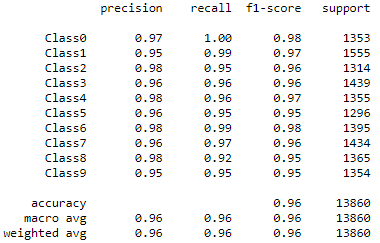 precision recall f1-score support
Class0 0.97 1.00 0.98 1353
Class1 0.95 0.99 0.97 1555
Class2 0.98 0.95 0.96 1314
Class3 0.96 0.96 0.96 1439
Class4 0.98 0.96 0.97 1355
Class5 0.96 0.95 0.95 1296
Class6 0.98 0.99 0.98 1395
Class7 0.96 0.97 0.96 1434
Class8 0.98 0.92 0.95 1365
Class9 0.95 0.95 0.95 1354
accuracy 0.96 13860
macro avg 0.96 0.96 0.96 13860
weighted avg 0.96 0.96 0.96 13860